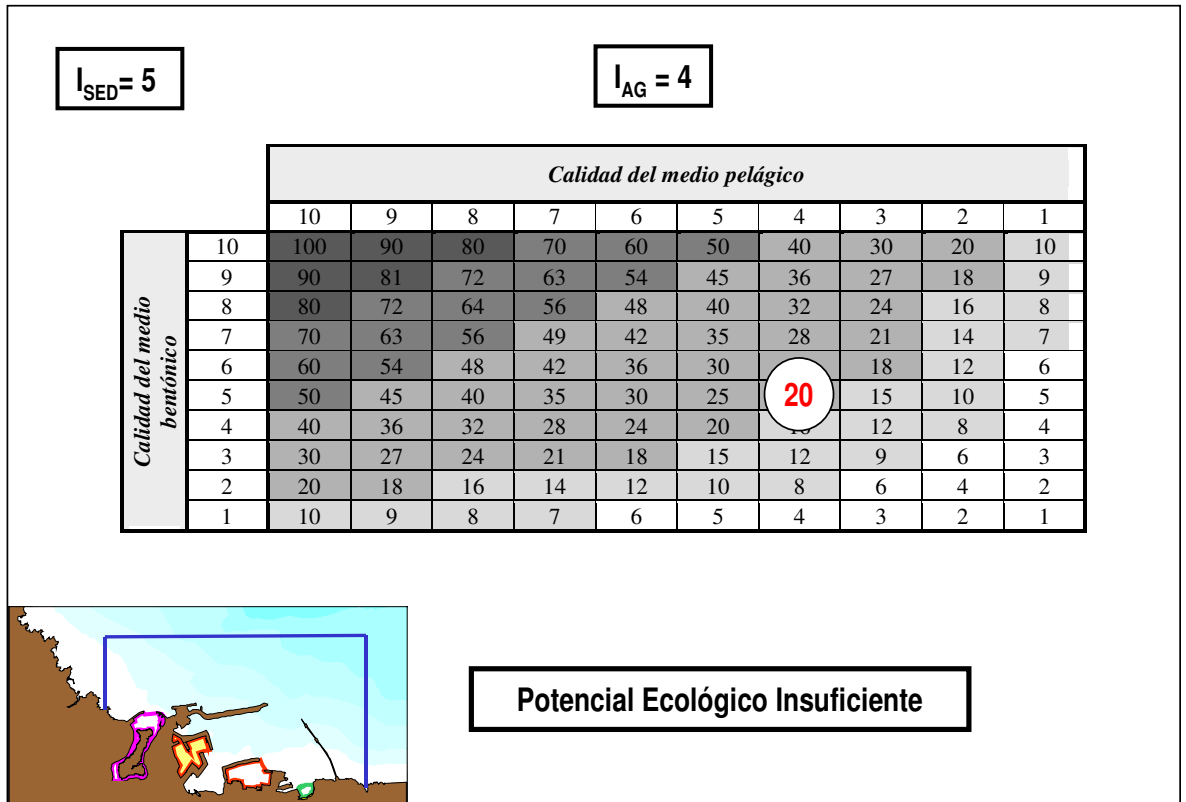 I_SED= 5
I_AG = 4
Calidad del medio pelágico
10 9 8 7 6 5 4 3 2 1
Calidad del medio
bentónico
10 100 90 80 70 60 50 40 30 20 10
9 90 81 72 63 54 45 36 27 18 9
8 80 72 64 56 48 40 32 24 16 8
7 70 63 56 49 42 35 28 21 14 7
6 60 54 48 42 36 30 18 12 6
5 50 45 40 35 30 25 20 15 10 5
4 40 36 32 28 24 20 12 8 4
3 30 27 24 21 18 15 12 9 6 3
2 20 18 16 14 12 10 8 6 4 2
1 10 9 8 7 6 5 4 3 2 1
Potencial Ecológico Insuficiente